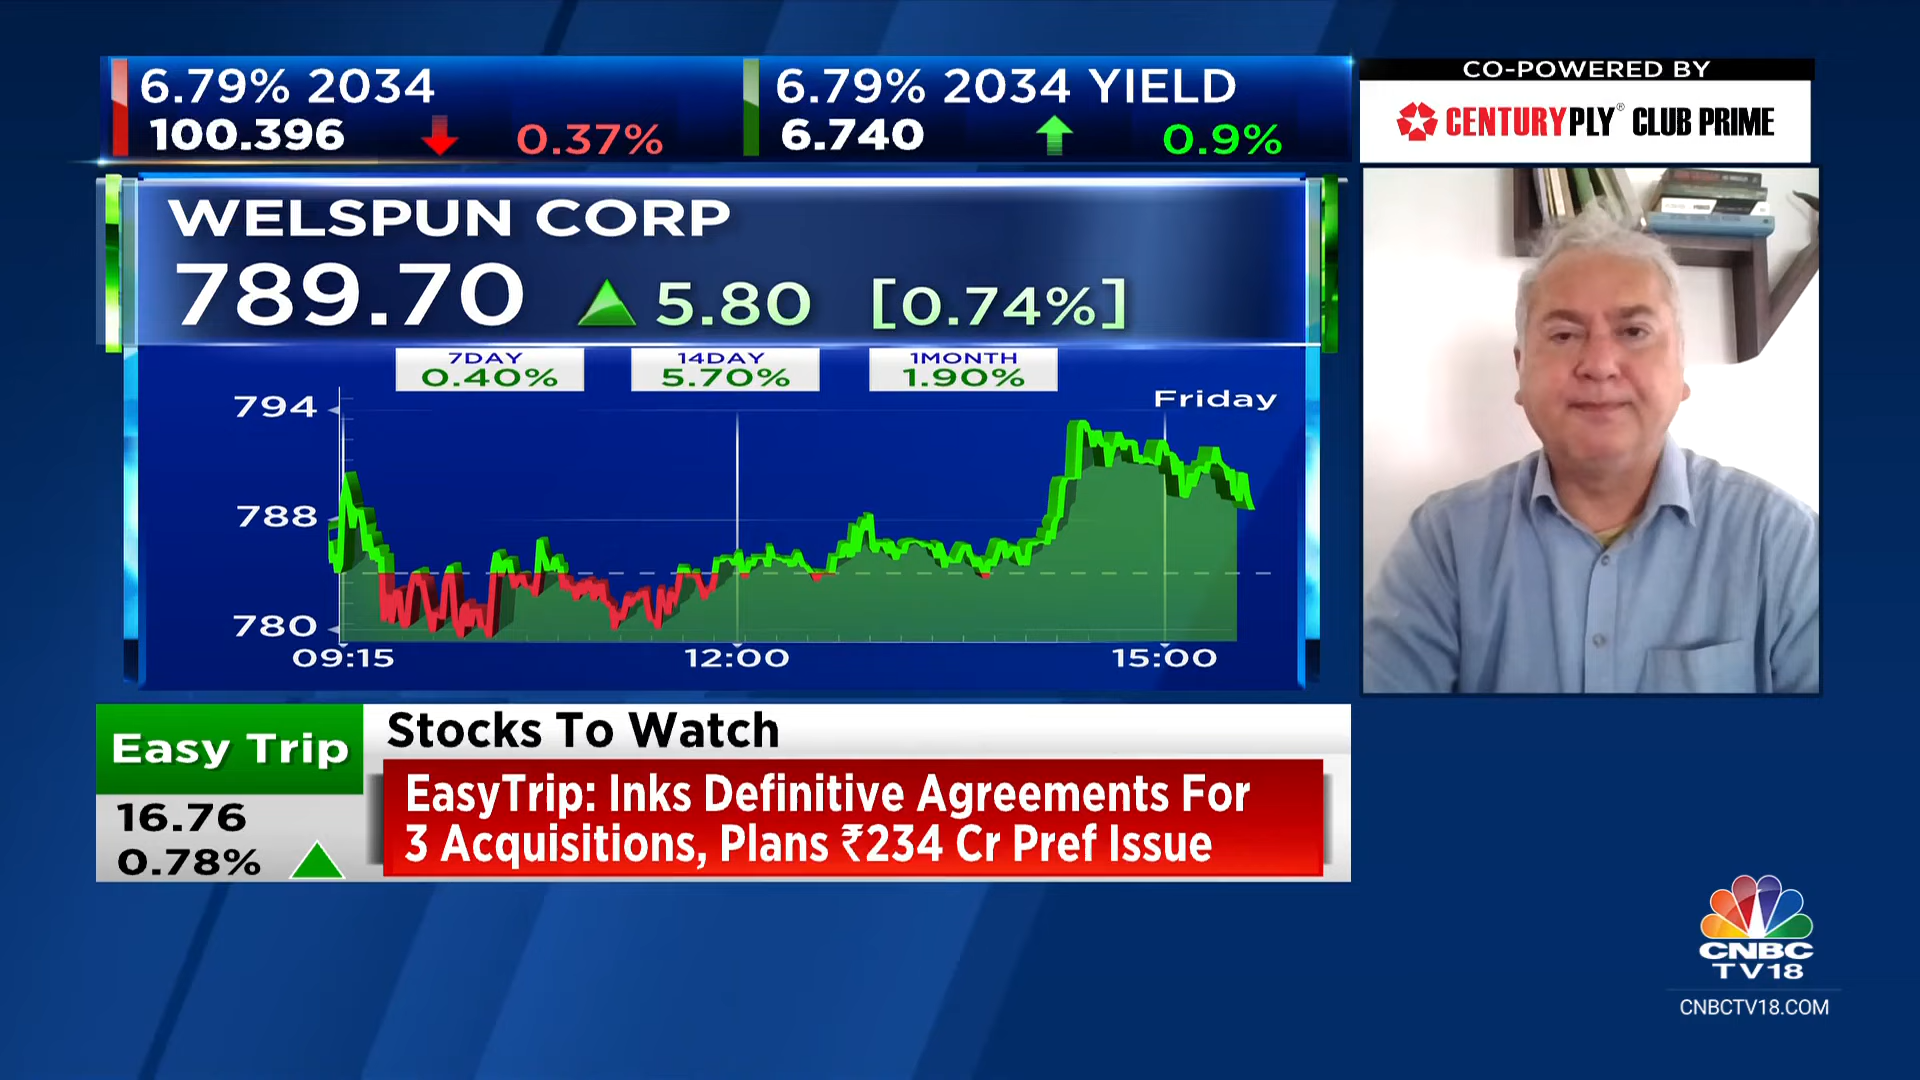 6.79% 2034
100.396 0.37%
6.79% 2034 YIELD
6.740 0.9%
CO-POWERED BY
CENTURYPLY® CLUB PRIME
WELSPUN CORP
789.70 5.80 [0.74%]
7DAY
0.40%
14DAY
5.70%
1MONTH
1.90%
Friday
794
788
780
09:15 12:00 15:00
Easy Trip
16.76
0.78%
Stocks To Watch
EasyTrip: Inks Definitive Agreements For
3 Acquisitions, Plans ₹234 Cr Pref Issue
CNBC
TV18
CNBCTV18.COM